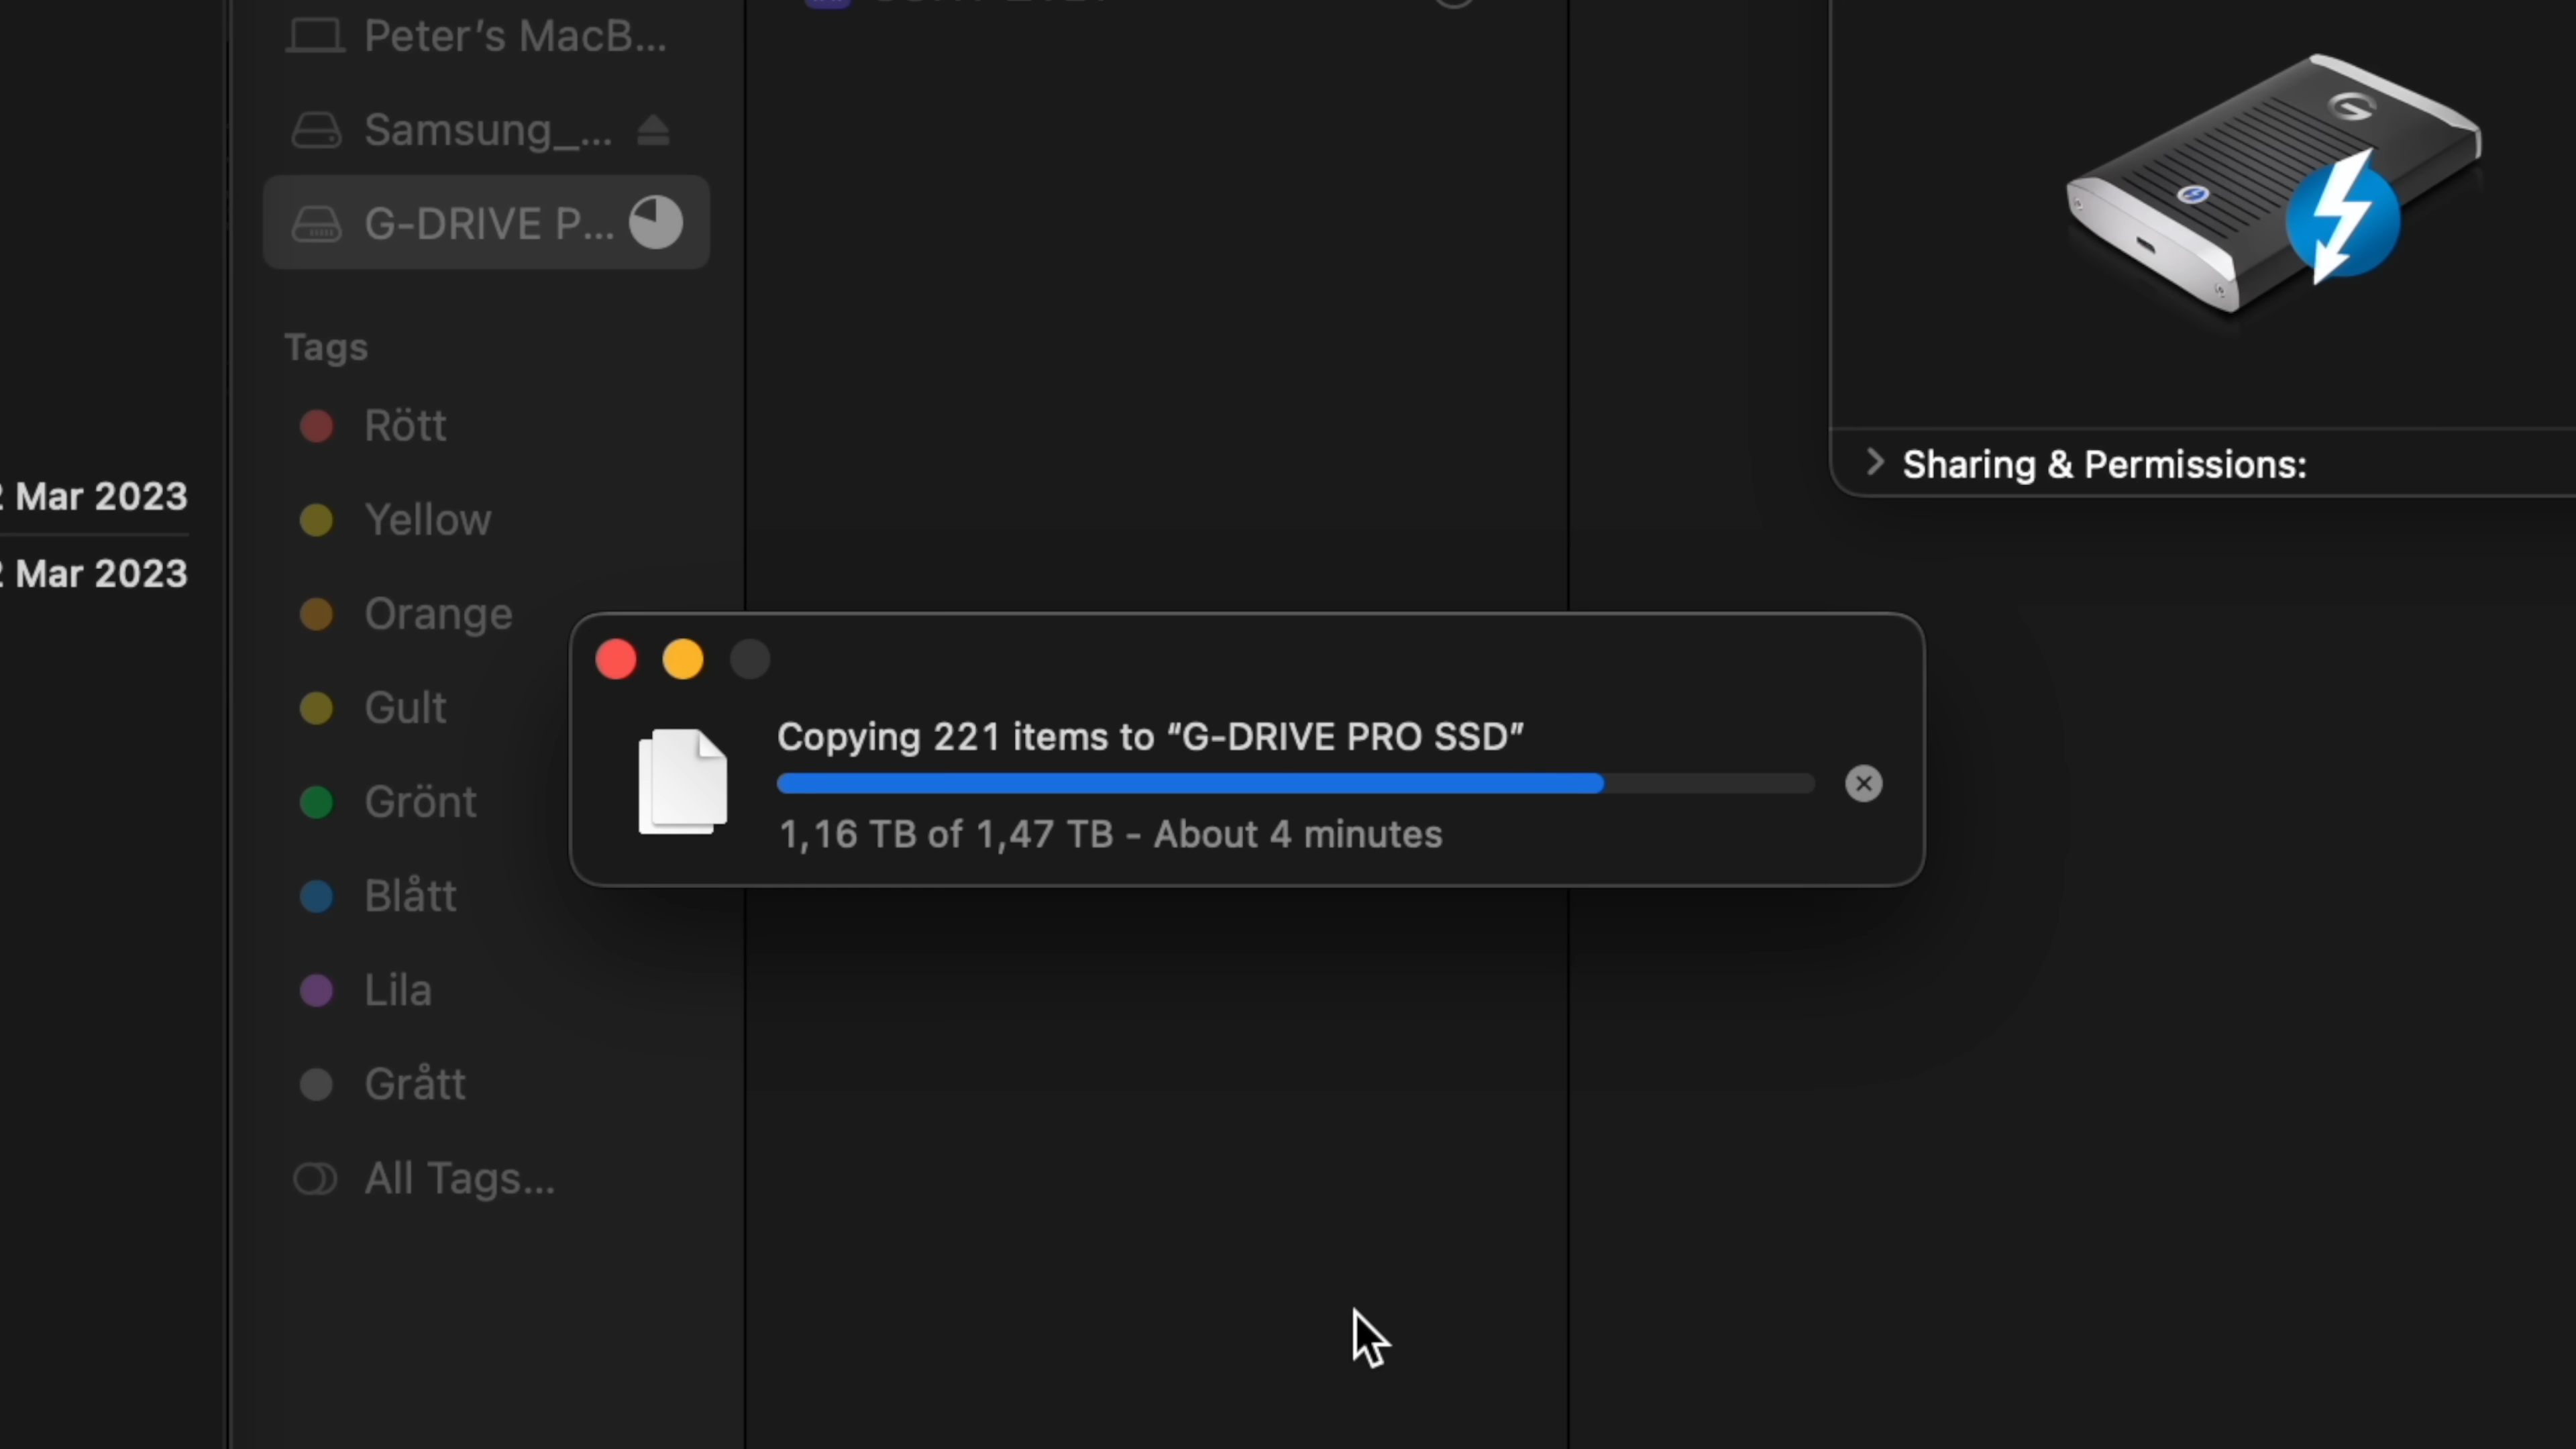 Peter’s MacB...
Samsung_...
G-DRIVE P...
Tags
Rött
Yellow
Orange
Gult
Grönt
Blått
Lila
Grått
All Tags...
Mar 2023
Mar 2023
Copying 221 items to “G-DRIVE PRO SSD”
1,16 TB of 1,47 TB - About 4 minutes
Sharing & Permissions: